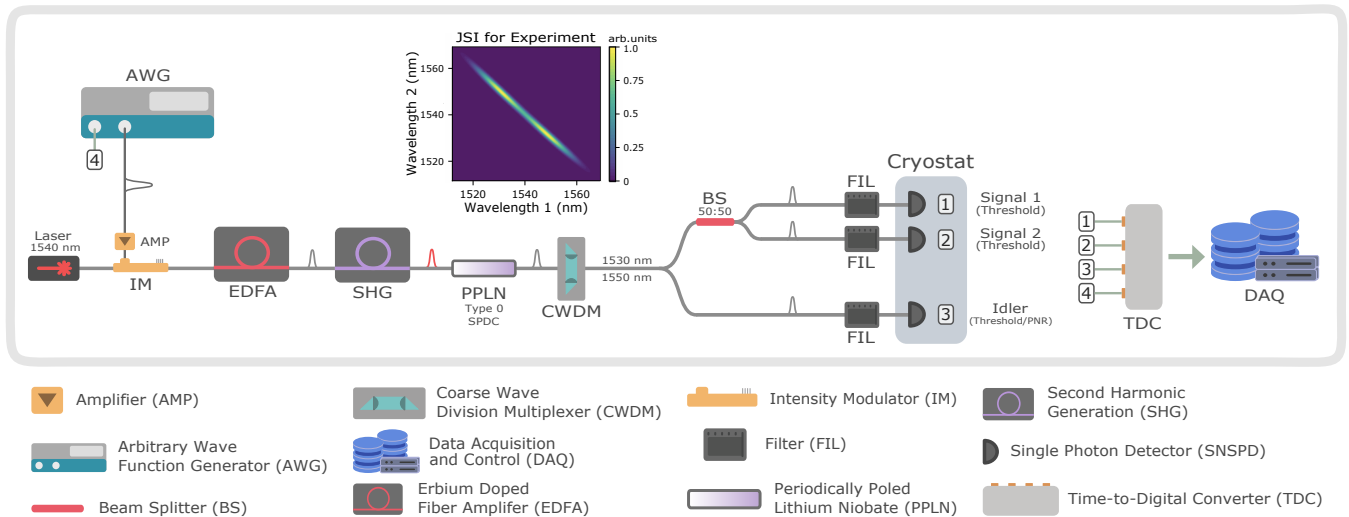 JSI for Experiment
arb.units
1.0
0.75
0.5
0.25
0
1560
1540
1520
Wavelength 2 (nm)
1520
1540
1560
Wavelength 1 (nm)
AWG
4
AMP
Laser
1540 nm
IM
EDFA
SHG
PPLN
Type 0
SPDC
CWDM
1530 nm
1550 nm
BS
50:50
FIL
FIL
FIL
Cryostat
1
2
3
Signal 1
(Threshold)
Signal 2
(Threshold)
Idler
(Threshold/PNR)
1
2
3
4
TDC
DAQ
Amplifier (AMP)
Coarse Wave
Division Multiplexer (CWDM)
Intensity Modulator (IM)
Second Harmonic
Generation (SHG)
Arbitrary Wave
Function Generator (AWG)
Data Acquisition
and Control (DAQ)
Filter (FIL)
Single Photon Detector (SNSPD)
Beam Splitter (BS)
Erbium Doped
Fiber Amplifer (EDFA)
Periodically Poled
Lithium Niobate (PPLN)
Time-to-Digital Converter (TDC)